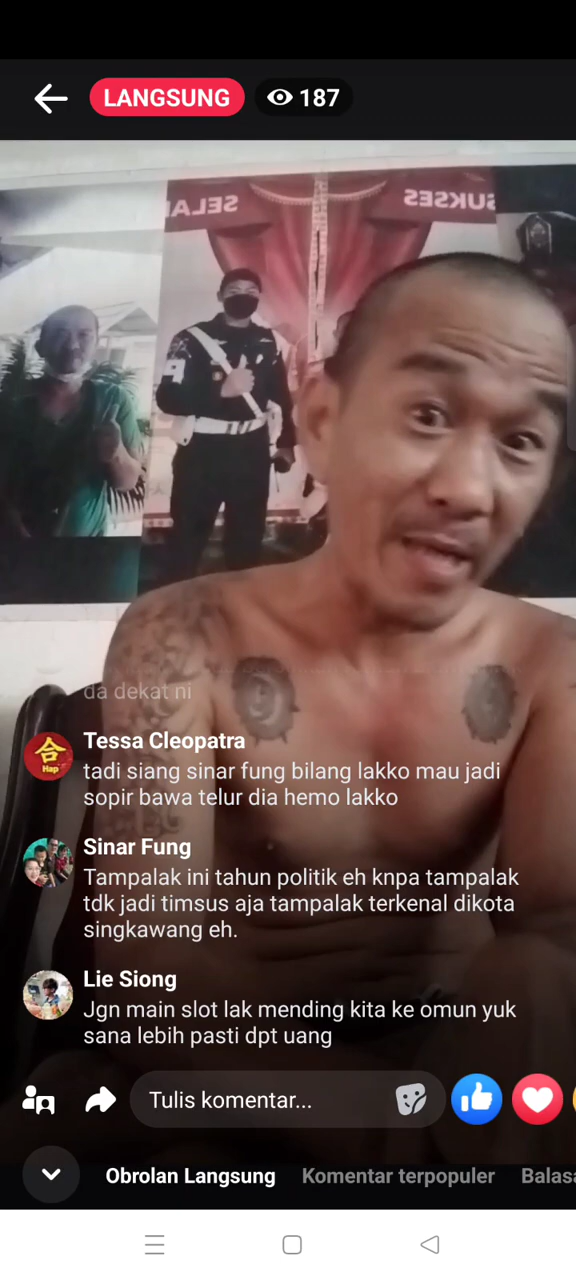 LANGSUNG
187
SELA
SUKSES
da dekat ni
合
Hap
Tessa Cleopatra
tadi siang sinar fung bilang lakko mau jadi
sopir bawa telur dia hemo lakko
Sinar Fung
Tampalak ini tahun politik eh knpa tampalak
tdk jadi timsus aja tampalak terkenal dikota
singkawang eh.
Lie Siong
Jgn main slot lak mending kita ke omun yuk
sana lebih pasti dpt uang
Tulis komentar...
Obrolan Langsung
Komentar terpopuler
Balasa